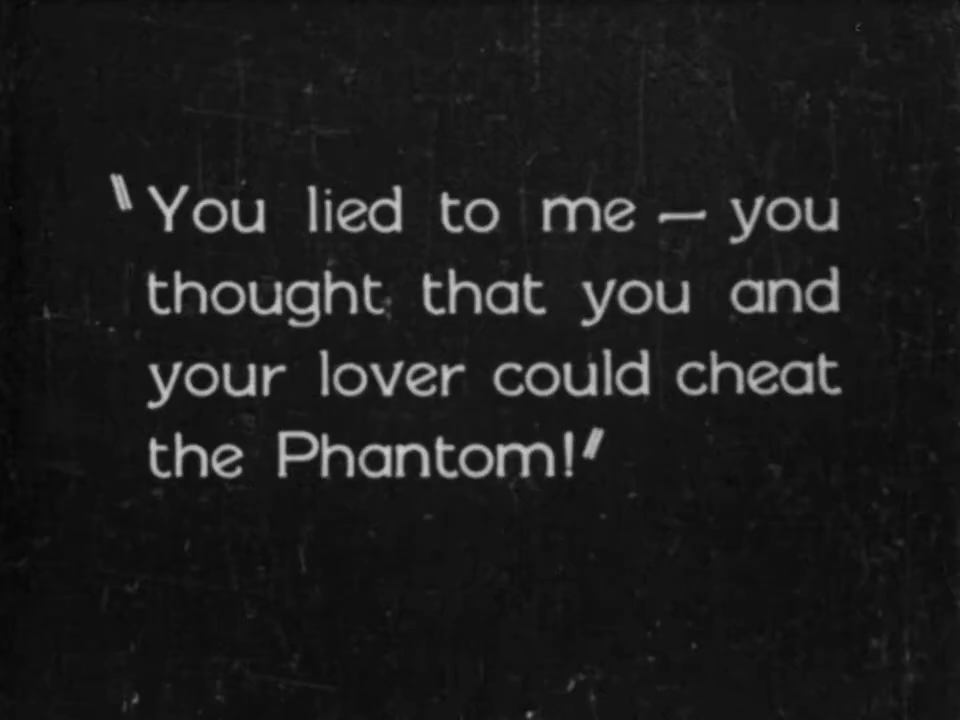 "You lied to me — you
thought that you and
your lover could cheat
the Phantom!"